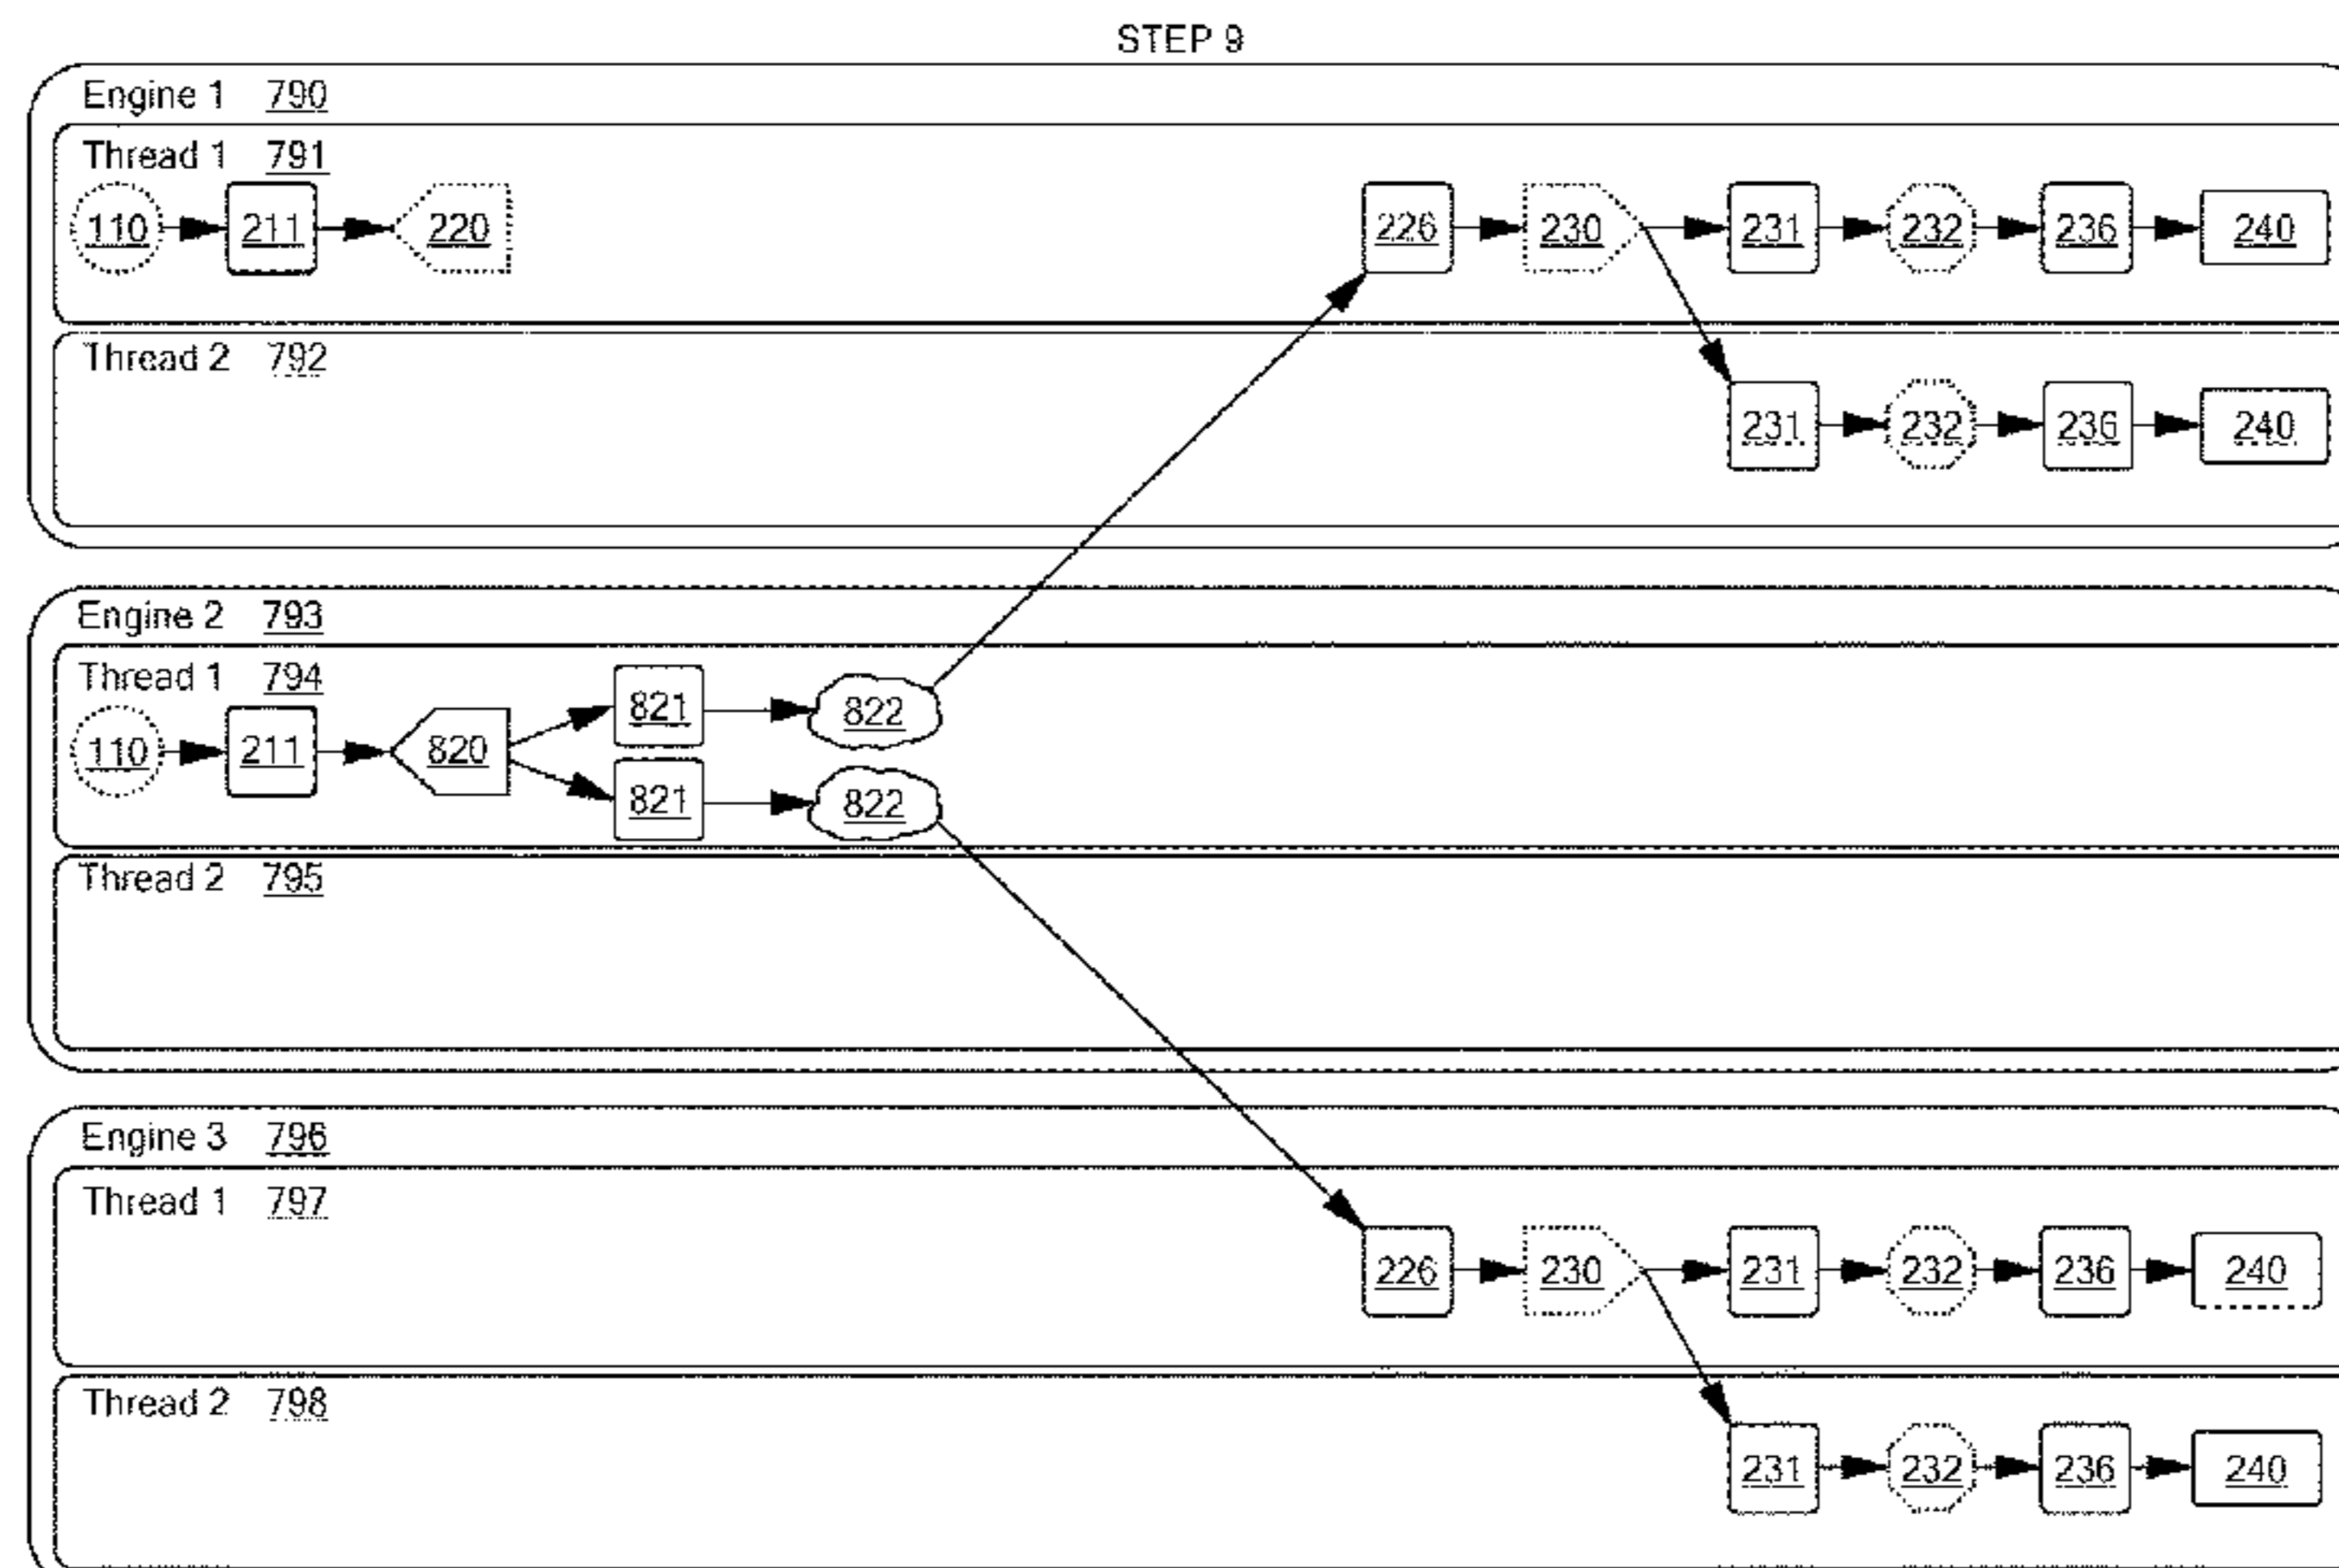 STEP 9
Engine 1 790
Thread 1 791
110 211 220 226 230 231 232 236 240
Thread 2 792
231 232 236 240
Engine 2 793
Thread 1 794
821 822
110 211 820
821 822
Thread 2 795
Engine 3 796
Thread 1 797
226 230 231 232 236 240
Thread 2 798
231 232 236 240